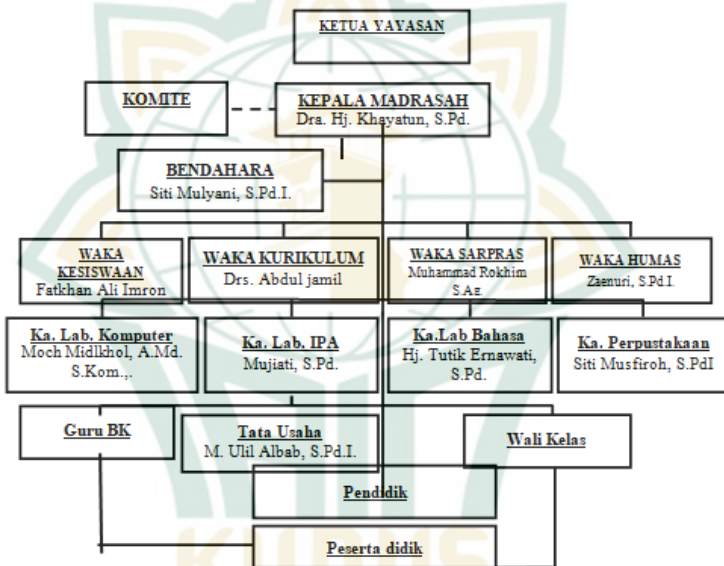 KETUA YAYASAN
KOMITE
KEPALA MADRASAH
Dra. Hj. Khayatun, S.Pd.
BENDAHARA
Siti Mulyani, S.Pd.I.
WAKA
KESISWAAN
Fatkhan Ali Imron
WAKA KURIKULUM
Drs. Abdul jamil
WAKA SARPRAS
Muhammad Rokhim
S.Ag
WAKA HUMAS
Zaenuri, S.Pd.I.
Ka. Lab. Komputer
Moch Midlkhol, A.Md.
S.Kom.,.
Ka. Lab. IPA
Mujiati, S.Pd.
Ka.Lab Bahasa
Hj. Tutik Ernawati,
S.Pd.
Ka. Perpustakaan
Siti Musfiroh, S.PdI
Guru BK
Tata Usaha
M. Ulil Albab, S.Pd.I.
Wali Kelas
Pendidik
Peserta didik
KUDUS